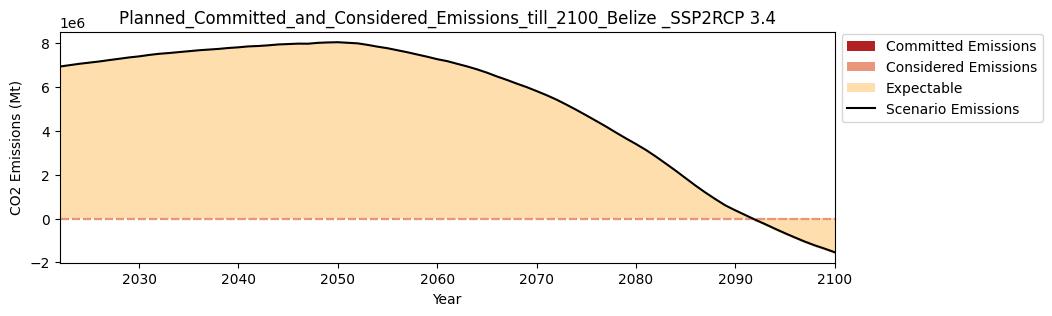 Planned_Committed_and_Considered_Emissions_till_2100_Belize _SSP2RCP 3.4
1e6
8
6
4
2
0
−2
CO2 Emissions (Mt)
2030 2040 2050 2060 2070 2080 2090 2100
Year
Committed Emissions
Considered Emissions
Expectable
Scenario Emissions